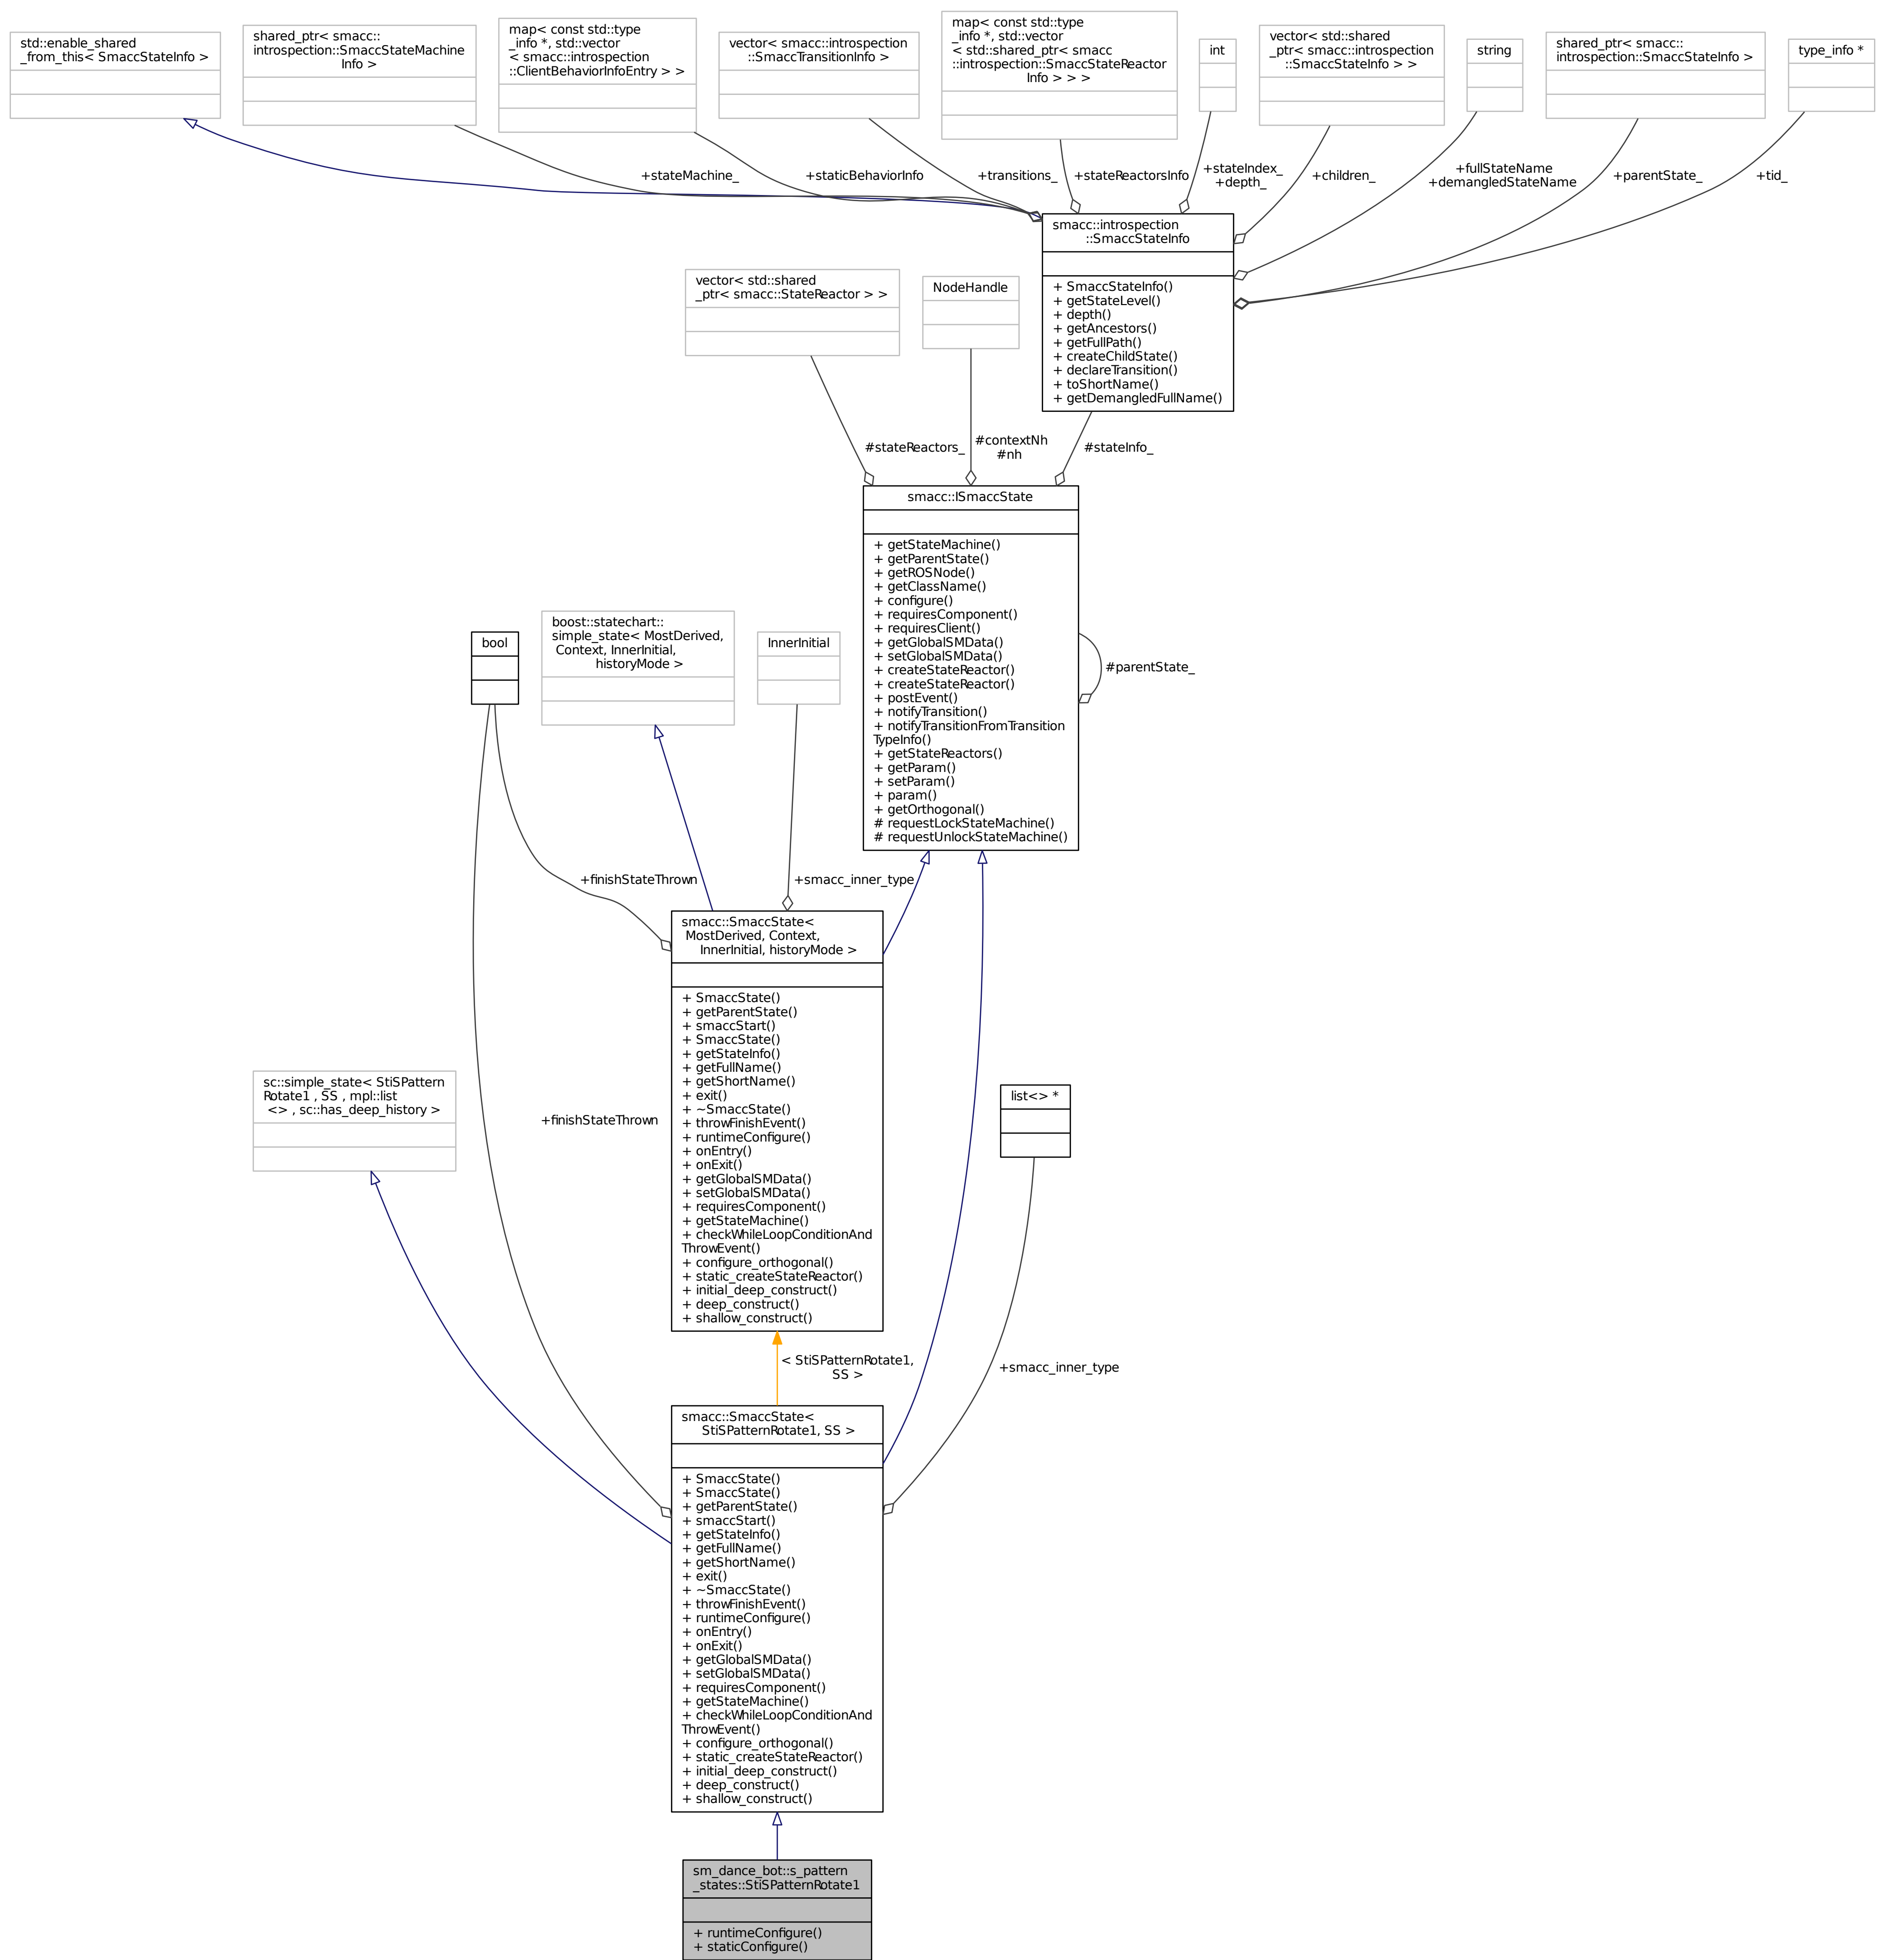 std::enable_shared
_from_this< SmaccStateInfo >
shared_ptr< smacc::
introspection::SmaccStateMachine
Info >
map< const std::type
_info *, std::vector
< smacc::introspection
::ClientBehaviorInfoEntry > >
vector< smacc::introspection
::SmaccTransitionInfo >
map< const std::type
_info *, std::vector
< std::shared_ptr< smacc
::introspection::SmaccStateReactor
Info > > >
int
vector< std::shared
_ptr< smacc::introspection
::SmaccStateInfo > >
string
shared_ptr< smacc::
introspection::SmaccStateInfo >
type_info *
+stateMachine_
+staticBehaviorInfo
+transitions_
+stateReactorsInfo
+stateIndex_
+depth_
+children_
+fullStateName
+demangledStateName
+parentState_
+tid_
smacc::introspection
::SmaccStateInfo
+ SmaccStateInfo()
+ getStateLevel()
+ depth()
+ getAncestors()
+ getFullPath()
+ createChildState()
+ declareTransition()
+ toShortName()
+ getDemangledFullName()
vector< std::shared
_ptr< smacc::StateReactor > >
NodeHandle
#stateReactors_
#contextNh
#nh
#stateInfo_
smacc::ISmaccState
+ getStateMachine()
+ getParentState()
+ getROSNode()
+ getClassName()
+ configure()
+ requiresComponent()
+ requiresClient()
+ getGlobalSMData()
+ setGlobalSMData()
+ createStateReactor()
+ createStateReactor()
+ postEvent()
+ notifyTransition()
+ notifyTransitionFromTransition
TypeInfo()
+ getStateReactors()
+ getParam()
+ setParam()
+ param()
+ getOrthogonal()
# requestLockStateMachine()
# requestUnlockStateMachine()
#parentState_
bool
boost::statechart::
simple_state< MostDerived,
Context, InnerInitial,
historyMode >
InnerInitial
+finishStateThrown
+smacc_inner_type
smacc::SmaccState<
MostDerived, Context,
InnerInitial, historyMode >
+ SmaccState()
+ getParentState()
+ smaccStart()
+ SmaccState()
+ getStateInfo()
+ getFullName()
+ getShortName()
+ exit()
+ ~SmaccState()
+ throwFinishEvent()
+ runtimeConfigure()
+ onEntry()
+ onExit()
+ getGlobalSMData()
+ setGlobalSMData()
+ requiresComponent()
+ getStateMachine()
+ checkWhileLoopConditionAnd
ThrowEvent()
+ configure_orthogonal()
+ static_createStateReactor()
+ initial_deep_construct()
+ deep_construct()
+ shallow_construct()
sc::simple_state< StiSPattern
Rotate1 , SS , mpl::list
<> , sc::has_deep_history >
+finishStateThrown
list<> *
< StiSPatternRotate1,
SS >
+smacc_inner_type
smacc::SmaccState<
StiSPatternRotate1, SS >
+ SmaccState()
+ SmaccState()
+ getParentState()
+ smaccStart()
+ getStateInfo()
+ getFullName()
+ getShortName()
+ exit()
+ ~SmaccState()
+ throwFinishEvent()
+ runtimeConfigure()
+ onEntry()
+ onExit()
+ getGlobalSMData()
+ setGlobalSMData()
+ requiresComponent()
+ getStateMachine()
+ checkWhileLoopConditionAnd
ThrowEvent()
+ configure_orthogonal()
+ static_createStateReactor()
+ initial_deep_construct()
+ deep_construct()
+ shallow_construct()
sm_dance_bot::s_pattern
_states::StiSPatternRotate1
+ runtimeConfigure()
+ staticConfigure()